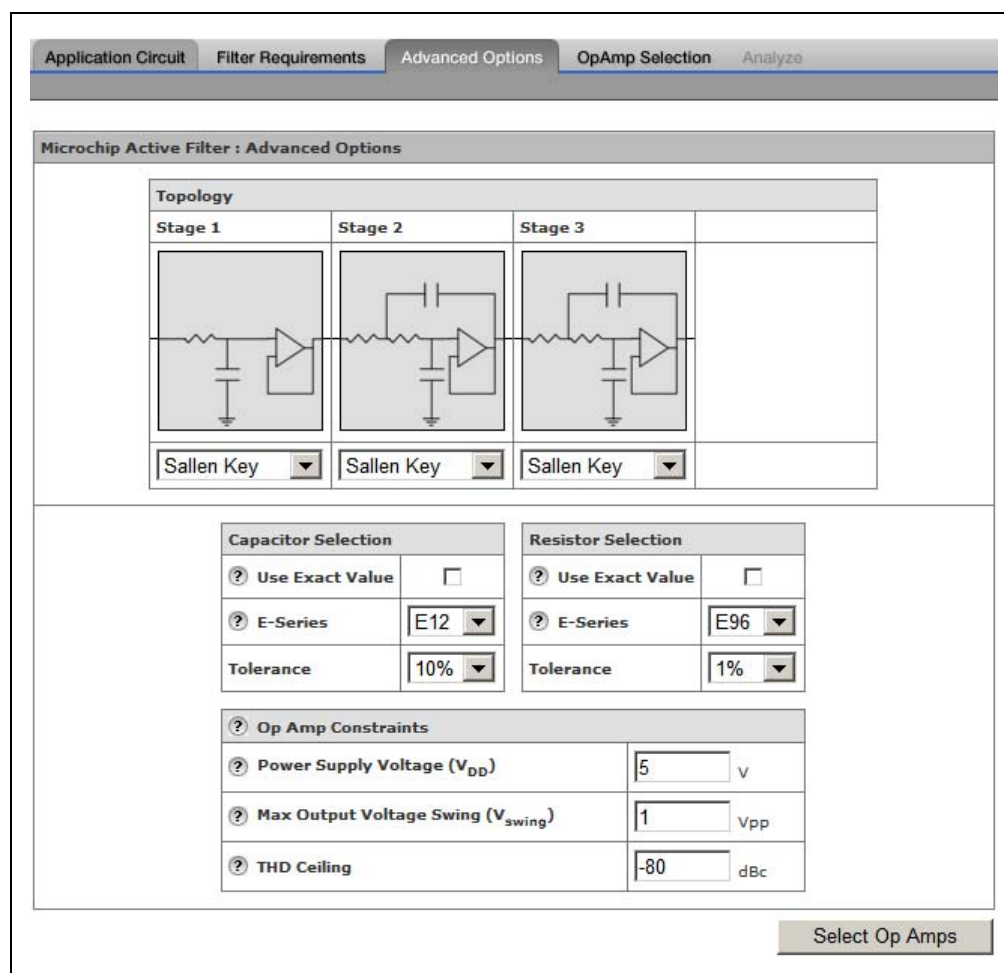 Application Circuit Filter Requirements Advanced Options OpAmp Selection Analyze
Microchip Active Filter : Advanced Options
Topology
Stage 1 Stage 2 Stage 3
Sallen Key Sallen Key Sallen Key
Capacitor Selection
? Use Exact Value
? E-Series E12
Tolerance 10%
Resistor Selection
? Use Exact Value
? E-Series E96
Tolerance 1%
? Op Amp Constraints
? Power Supply Voltage (VDD) 5 V
? Max Output Voltage Swing (Vswing) 1 Vpp
? THD Ceiling -80 dBc
Select Op Amps